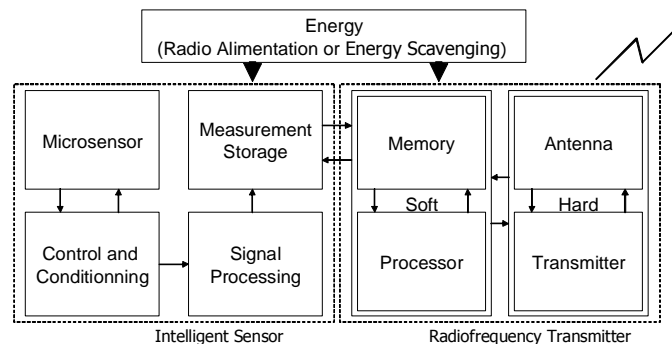 Energy
(Radio Alimentation or Energy Scavenging)
Microsensor
Measurement
Storage
Memory
Antenna
Soft
Hard
Control and
Conditionning
Signal
Processing
Processor
Transmitter
Intelligent Sensor
Radiofrequency Transmitter